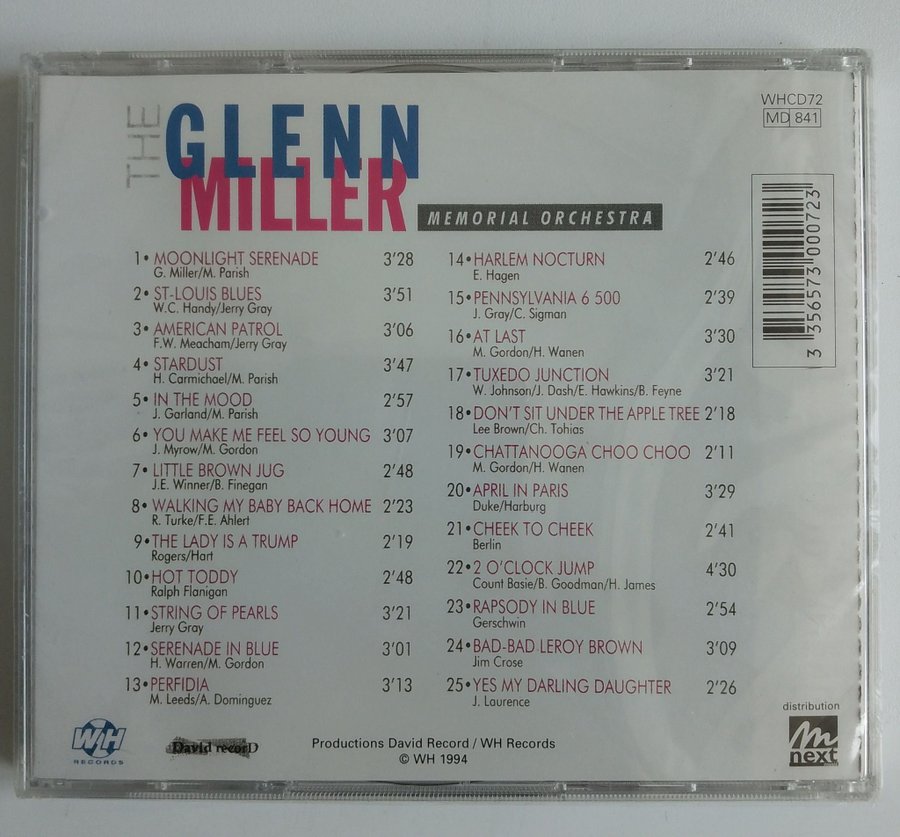 THE
GLENN
MILLER
MEMORIAL ORCHESTRA
WHCD72
MD 841
3 356573 000723
1• MOONLIGHT SERENADE 3'28
G. Miller/M. Parish
2• ST-LOUIS BLUES 3'51
W.C. Handy/Jerry Gray
3• AMERICAN PATROL 3'06
F.W. Meacham/Jerry Gray
4• STARDUST 3'47
H. Carmichael/M. Parish
5• IN THE MOOD 2'57
J. Garland/M. Parish
6• YOU MAKE ME FEEL SO YOUNG 3'07
J. Myrow/M. Gordon
7• LITTLE BROWN JUG 2'48
J.E. Winner/B. Finegan
8• WALKING MY BABY BACK HOME 2'23
R. Turke/F.E. Ahlert
9• THE LADY IS A TRUMP 2'19
Rogers/Hart
10• HOT TODDY 2'48
Ralph Flanigan
11• STRING OF PEARLS 3'21
Jerry Gray
12• SERENADE IN BLUE 3'01
H. Warren/M. Gordon
13• PERFIDIA 3'13
M. Leeds/A. Dominguez
14• HARLEM NOCTURN 2'46
E. Hagen
15• PENNSYLVANIA 6 500 2'39
J. Gray/C. Sigman
16• AT LAST 3'30
M. Gordon/H. Wanen
17• TUXEDO JUNCTION 3'21
W. Johnson/J. Dash/E. Hawkins/B. Feyne
18• DON'T SIT UNDER THE APPLE TREE 2'18
Lee Brown/Ch. Tohias
19• CHATTANOOGA CHOO CHOO 2'11
M. Gordon/H. Wanen
20• APRIL IN PARIS 3'29
Duke/Harburg
21• CHEEK TO CHEEK 2'41
Berlin
22• 2 O'CLOCK JUMP 4'30
Count Basie/B. Goodman/H. James
23• RAPSODY IN BLUE 2'54
Gerschwin
24• BAD-BAD LEROY BROWN 3'09
Jim Crose
25• YES MY DARLING DAUGHTER 2'26
J. Laurence
WH
RECORDS
David recorD
Productions David Record / WH Records
© WH 1994
distribution
m
next